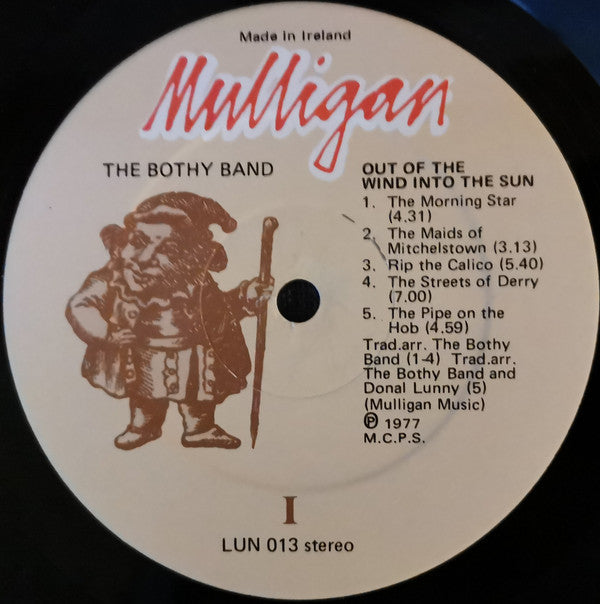 Made in Ireland
Mulligan
THE BOTHY BAND
OUT OF THE
WIND INTO THE SUN
1. The Morning Star
(4.31)
2. The Maids of
Mitchelstown (3.13)
3. Rip the Calico (5.40)
4. The Streets of Derry
(7.00)
5. The Pipe on the
Hob (4.59)
Trad.arr. The Bothy
Band (1-4) Trad.arr.
The Bothy Band and
Donal Lunny (5)
(Mulligan Music)
℗ 1977
M.C.P.S.
I
LUN 013 stereo